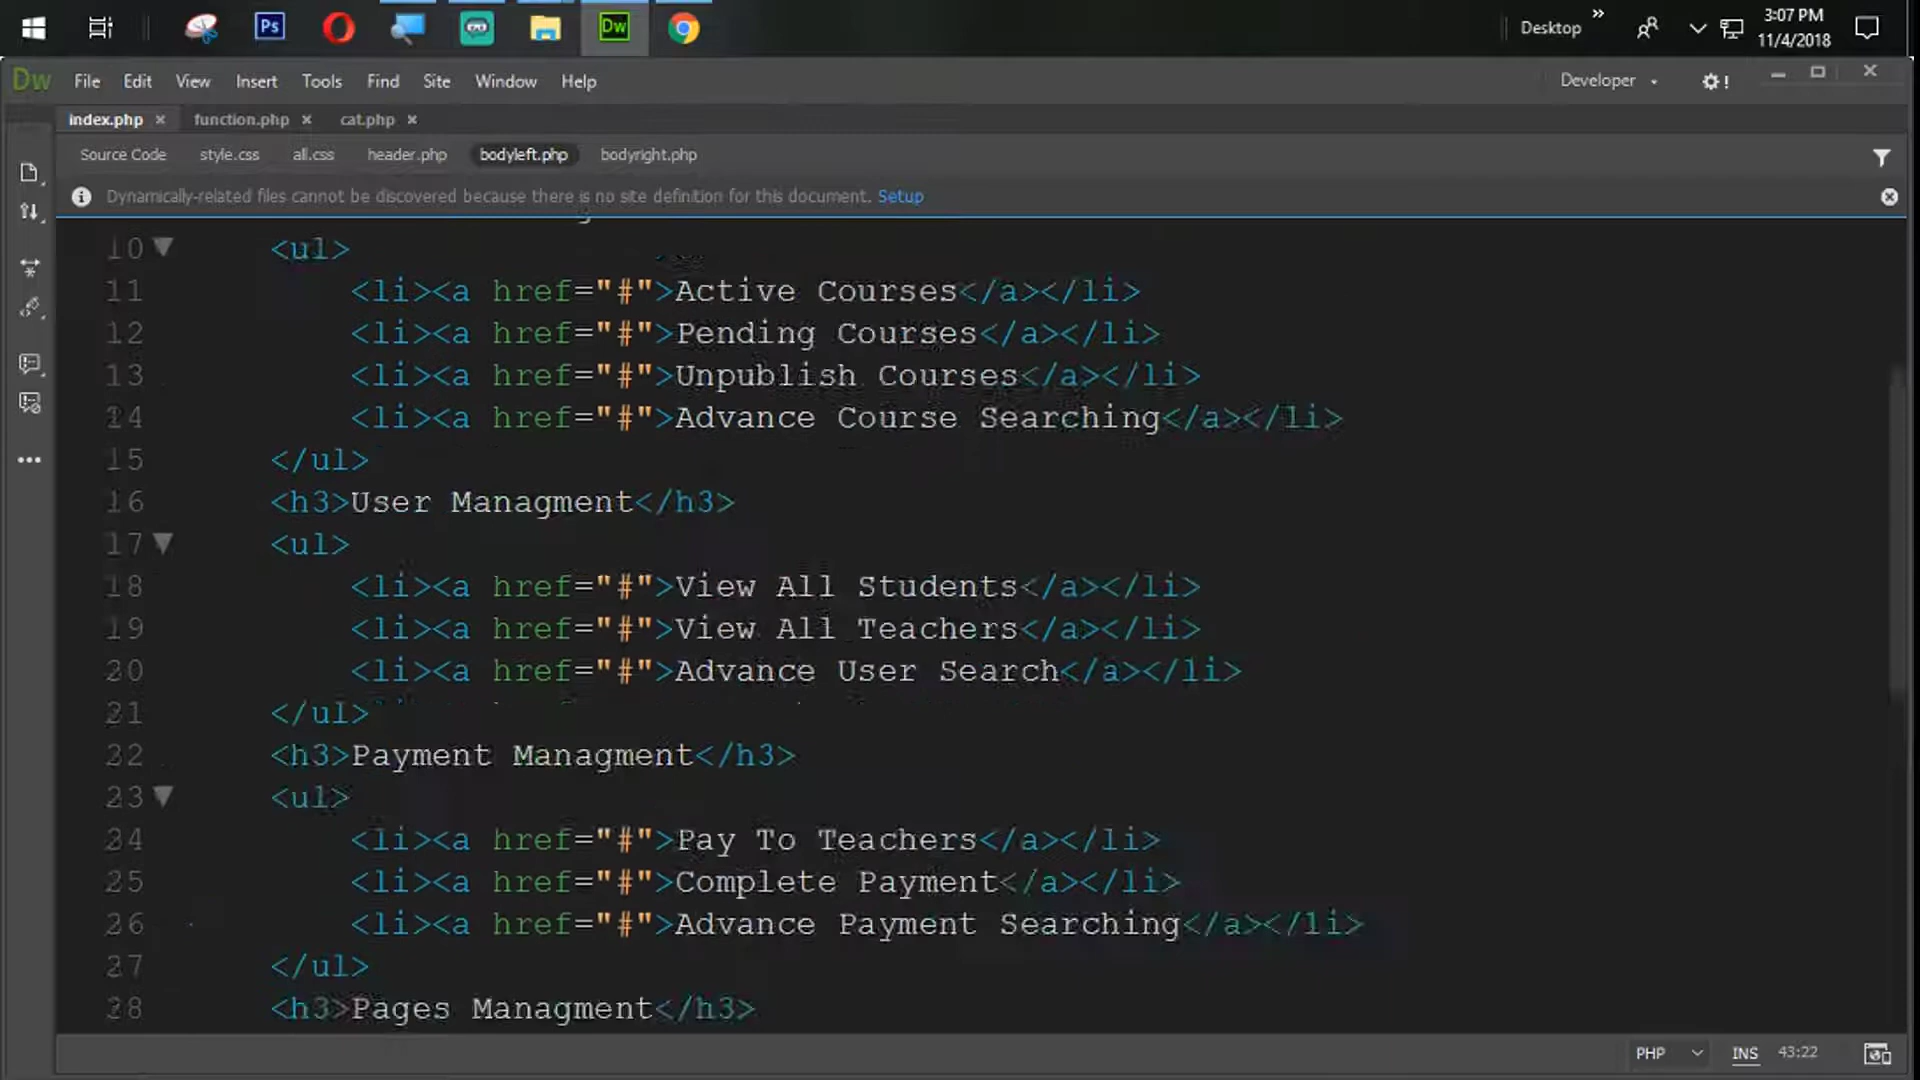 Ps
Dw
Desktop
3:07 PM
11/4/2018
Dw File Edit View Insert Tools Find Site Window Help
Developer
index.php function.php cat.php
Source Code style.css all.css header.php bodyleft.php bodyright.php
Dynamically-related files cannot be discovered because there is no site definition for this document. Setup
10 <ul>
11 <li><a href="#">Active Courses</a></li>
12 <li><a href="#">Pending Courses</a></li>
13 <li><a href="#">Unpublish Courses</a></li>
14 <li><a href="#">Advance Course Searching</a></li>
15 </ul>
16 <h3>User Managment</h3>
17 <ul>
18 <li><a href="#">View All Students</a></li>
19 <li><a href="#">View All Teachers</a></li>
20 <li><a href="#">Advance User Search</a></li>
21 </ul>
22 <h3>Payment Managment</h3>
23 <ul>
24 <li><a href="#">Pay To Teachers</a></li>
25 <li><a href="#">Complete Payment</a></li>
26 <li><a href="#">Advance Payment Searching</a></li>
27 </ul>
28 <h3>Pages Managment</h3>
PHP INS 43:22